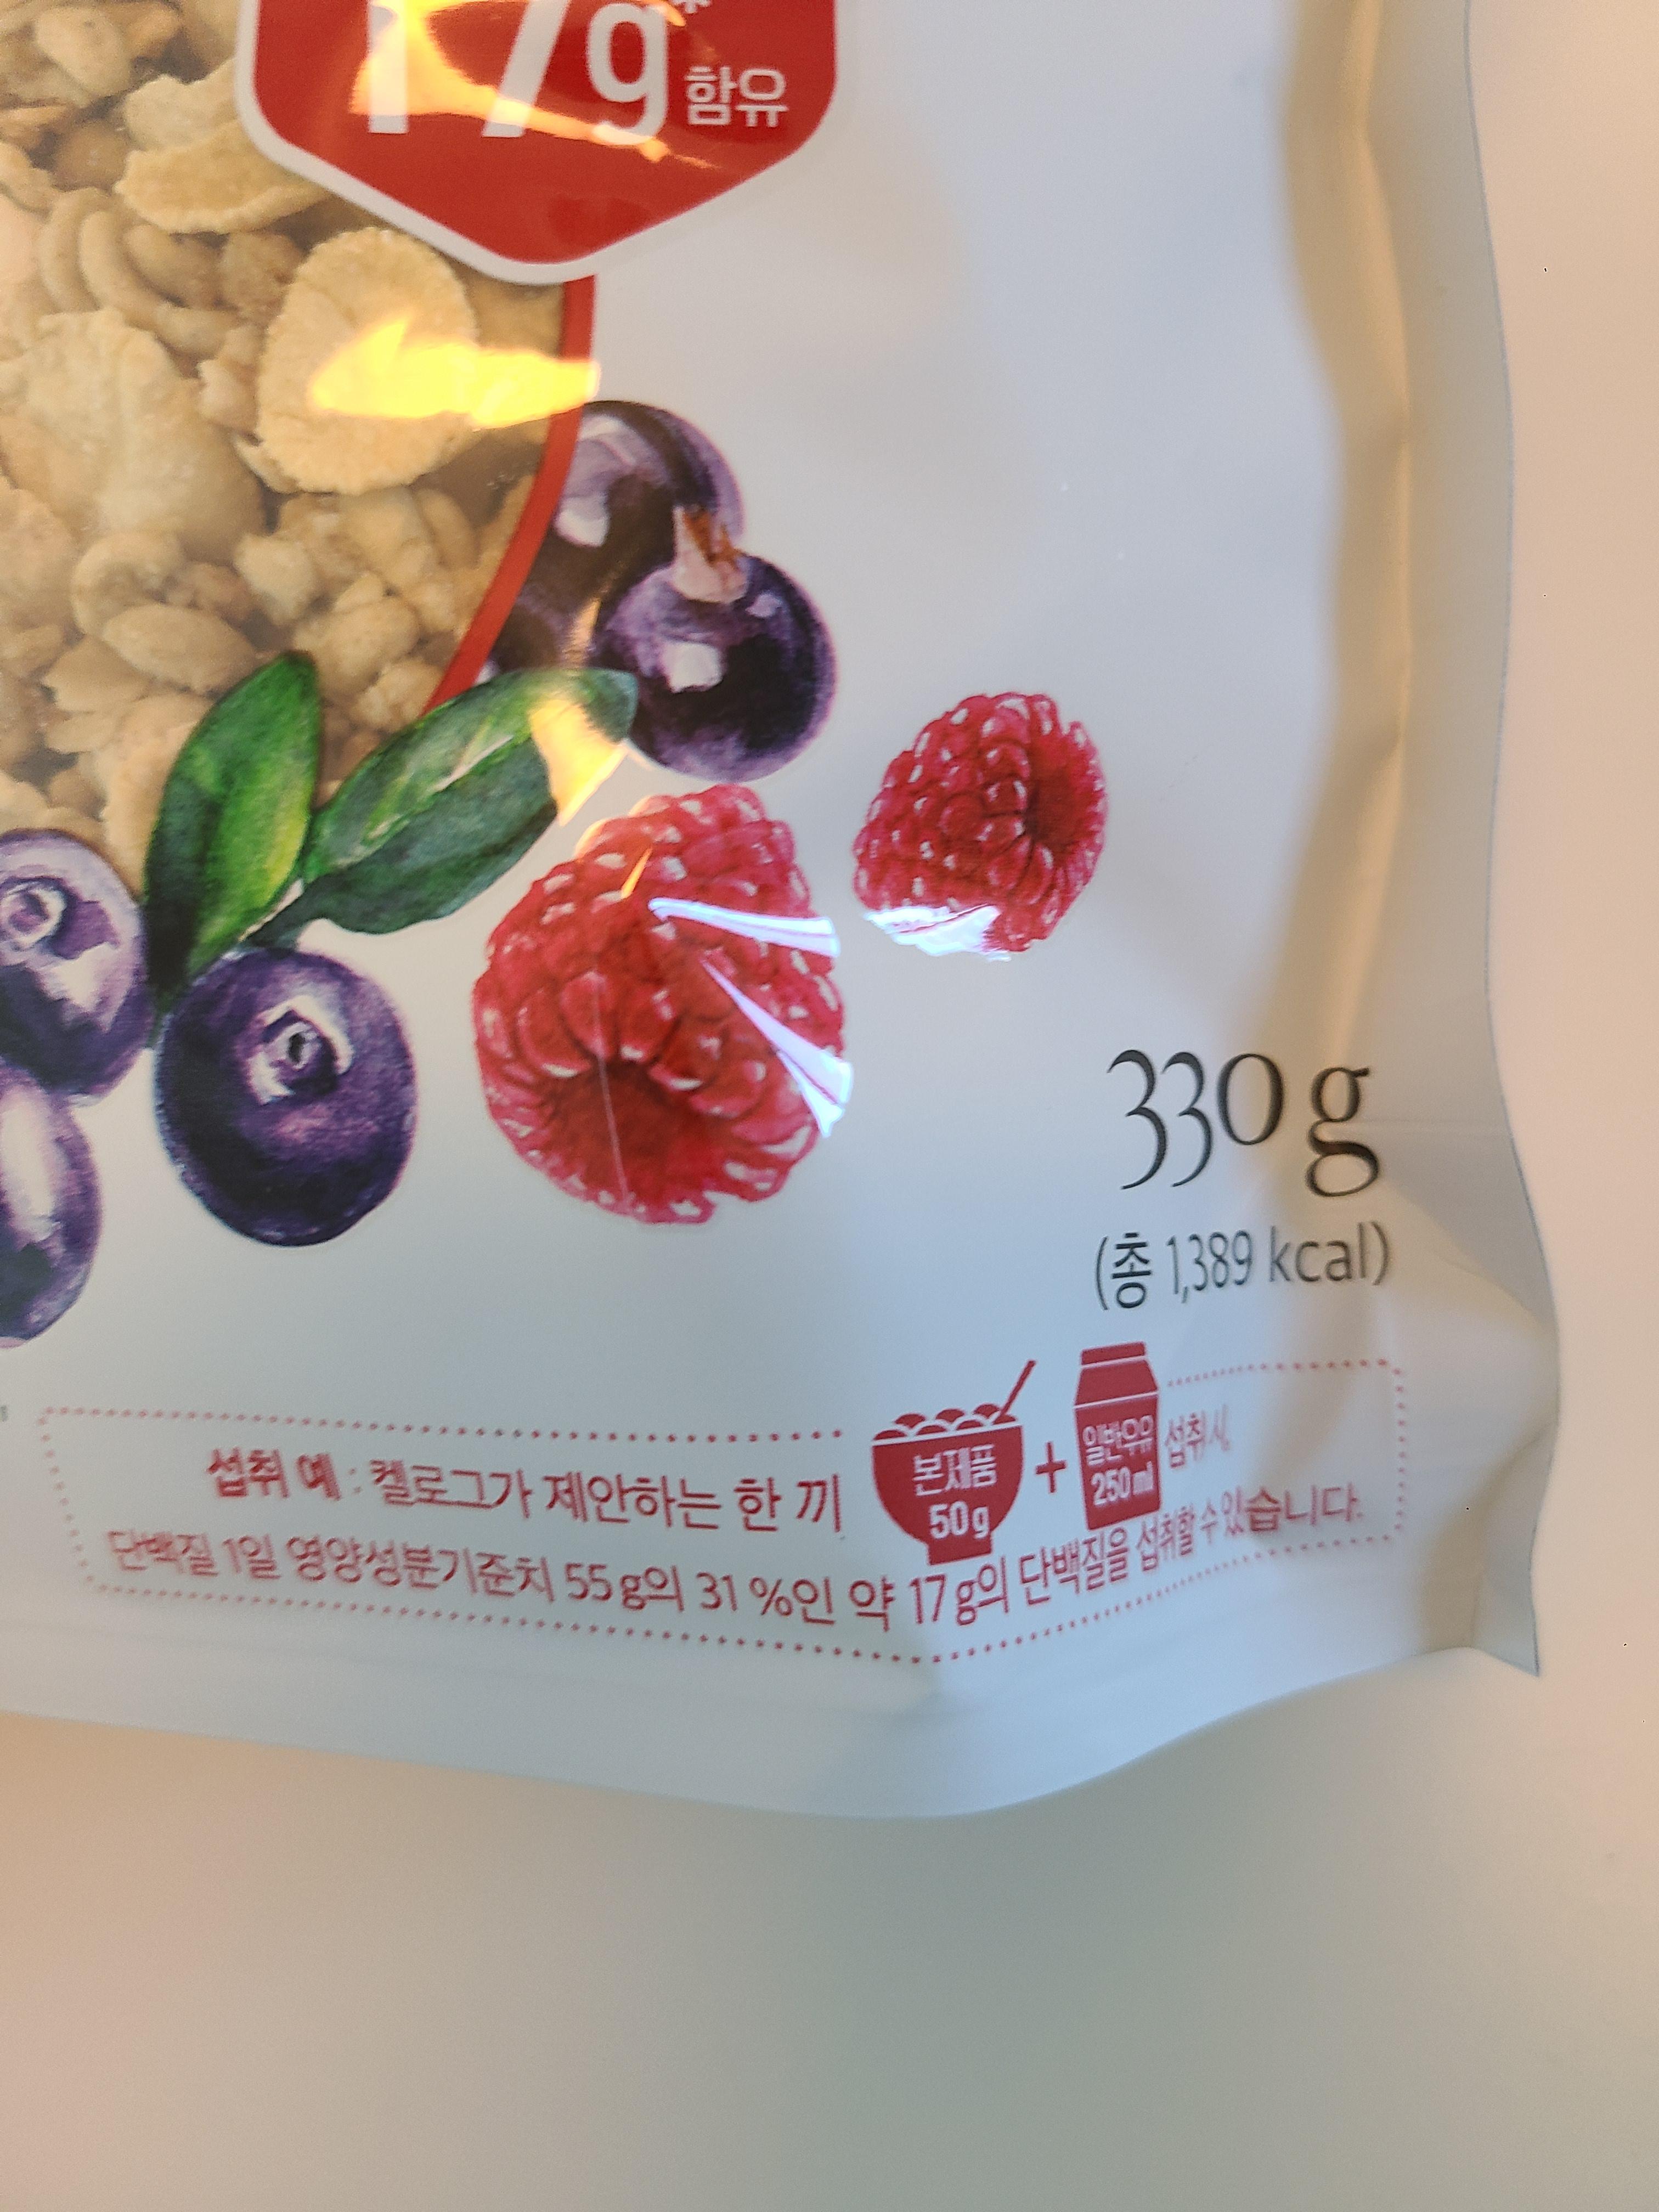 17g*
함유
330 g
(총 1,389 kcal)
섭취 예 : 켈로그가 제안하는 한 끼 본제품 50g + 일반우유 250ml 섭취시,
단백질 1일 영양성분기준치 55g의 31%인 약 17g의 단백질을 섭취할 수 있습니다.